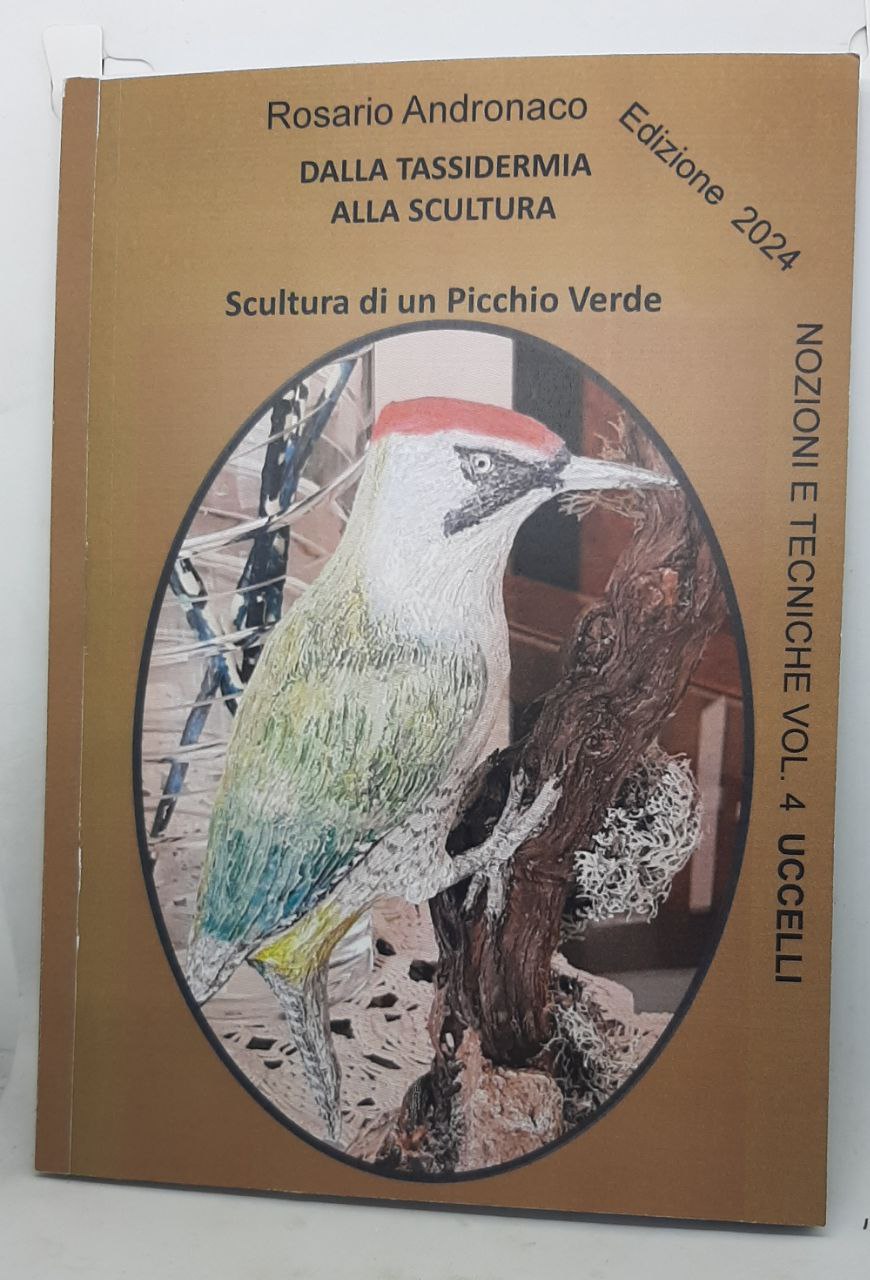 Rosario Andronaco
DALLA TASSIDERMIA
ALLA SCULTURA
Edizione 2024
Scultura di un Picchio Verde
NOZIONI E TECNICHE VOL. 4 UCCELLI